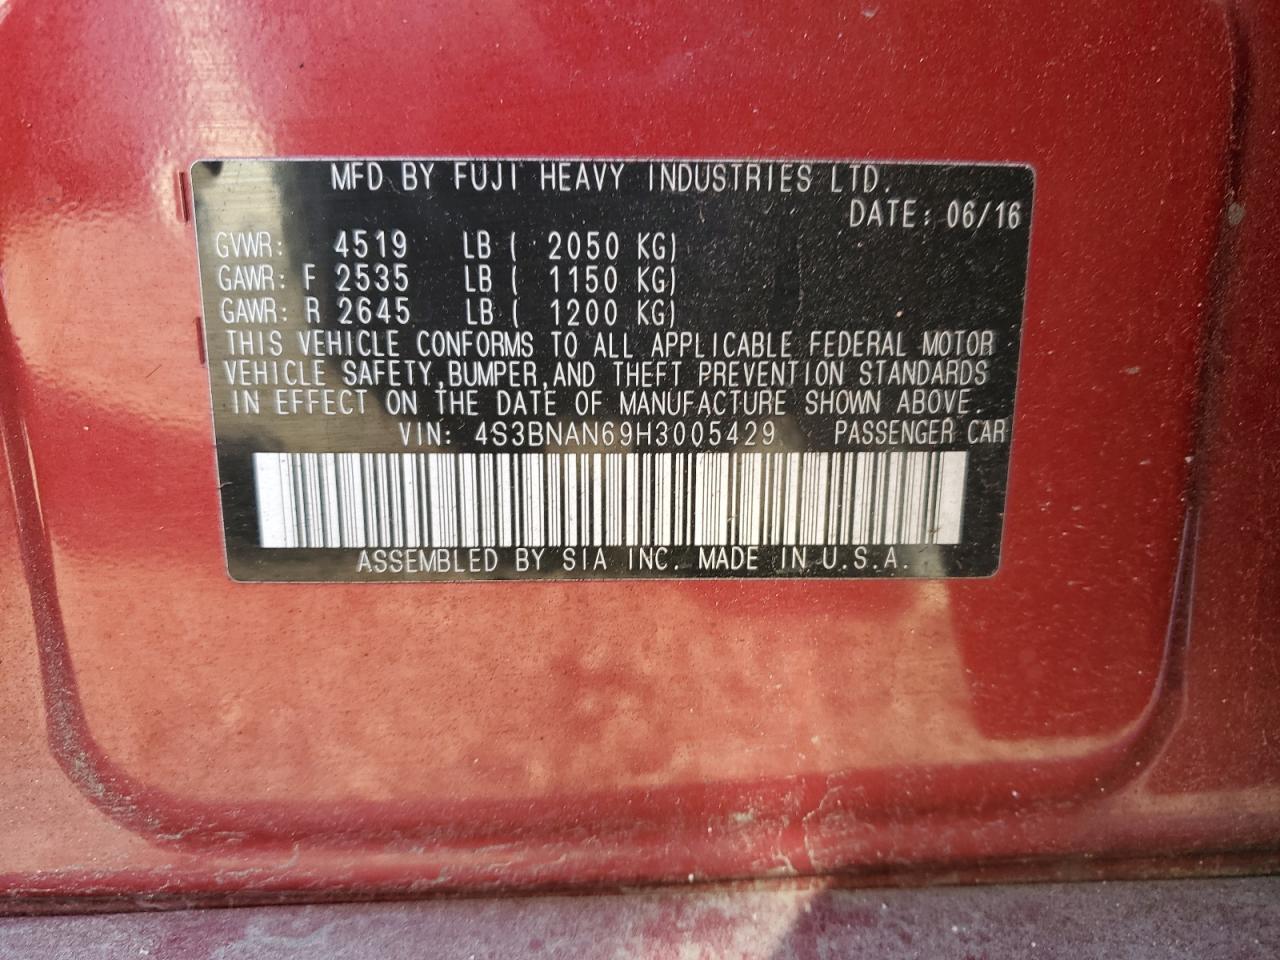 MFD BY FUJI HEAVY INDUSTRIES LTD.
DATE: 06/16
GVWR: 4519 LB ( 2050 KG)
GAWR: F 2535 LB ( 1150 KG)
GAWR: R 2645 LB ( 1200 KG)
THIS VEHICLE CONFORMS TO ALL APPLICABLE FEDERAL MOTOR
VEHICLE SAFETY,BUMPER,AND THEFT PREVENTION STANDARDS
IN EFFECT ON THE DATE OF MANUFACTURE SHOWN ABOVE.
VIN: 4S3BNAN69H3005429 PASSENGER CAR
ASSEMBLED BY SIA INC. MADE IN U.S.A.